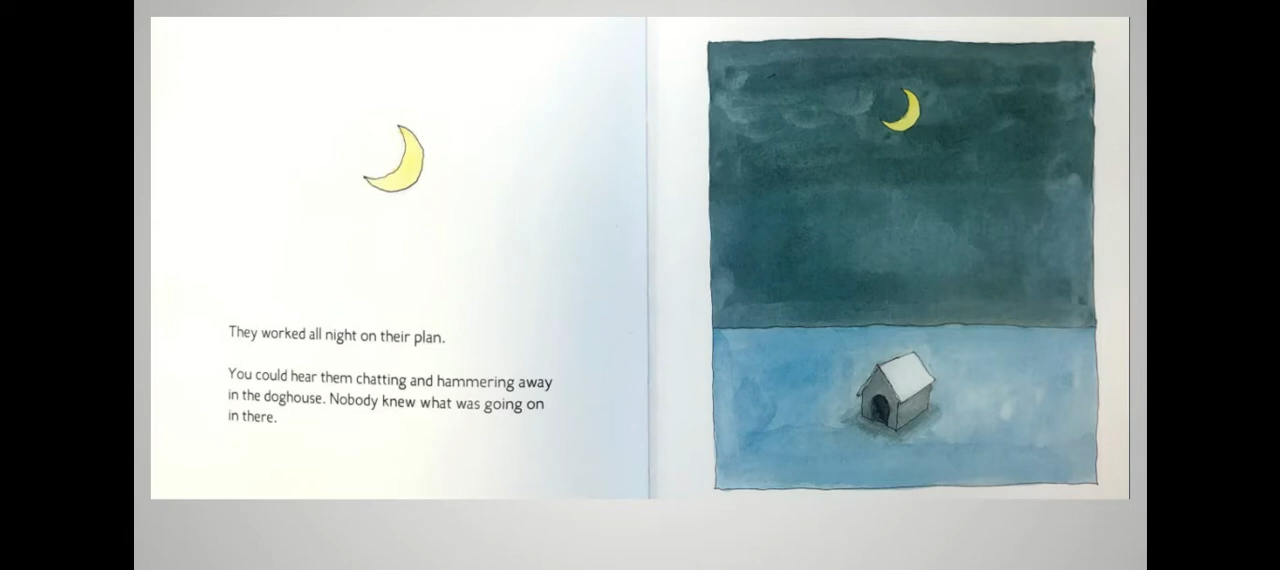 They worked all night on their plan.
You could hear them chatting and hammering away
in the doghouse. Nobody knew what was going on
in there.